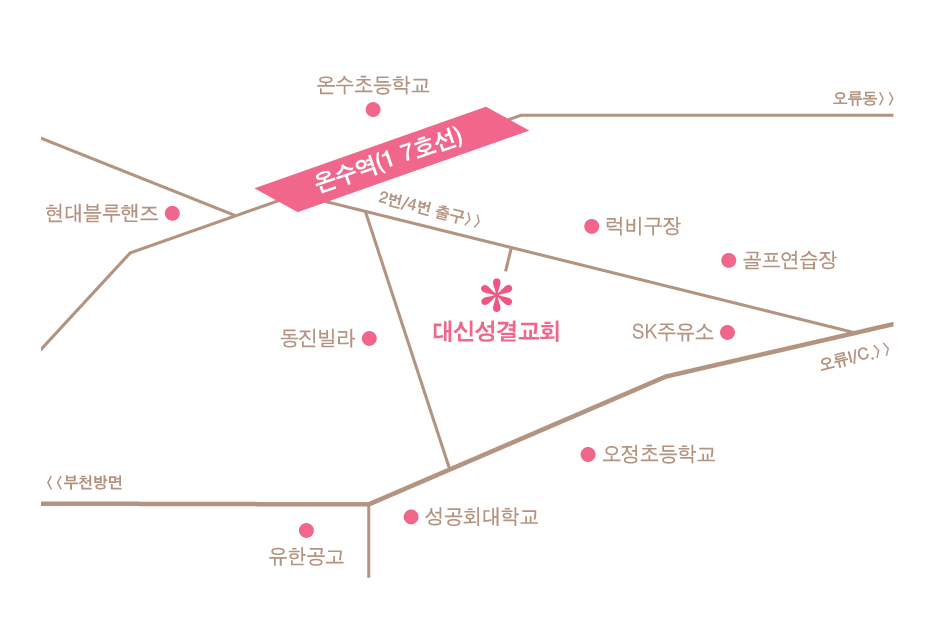 온수초등학교
오류동>>
온수역(1 7호선)
현대블루핸즈
2번/4번 출구>>
럭비구장
골프연습장
대신성결교회
동진빌라
SK주유소
오류I/C.>>
오정초등학교
<<부천방면
성공회대학교
유한공고